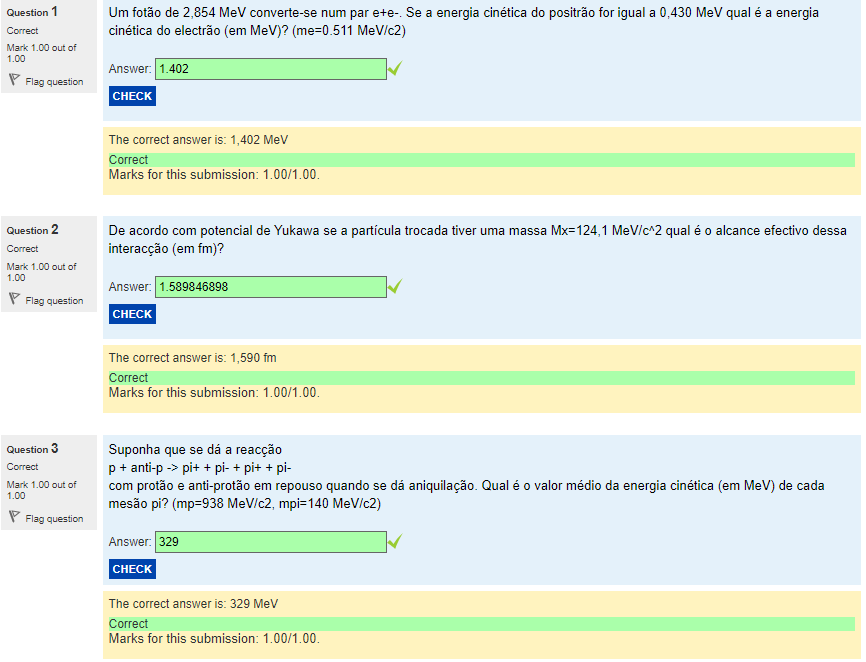 Question 1
Correct
Mark 1.00 out of
1.00
Flag question
Um fotão de 2,854 MeV converte-se num par e+e-. Se a energia cinética do positrão for igual a 0,430 MeV qual é a energia
cinética do electrão (em MeV)? (me=0.511 MeV/c2)
Answer: 1.402
CHECK
The correct answer is: 1,402 MeV
Correct
Marks for this submission: 1.00/1.00.
Question 2
Correct
Mark 1.00 out of
1.00
Flag question
De acordo com potencial de Yukawa se a partícula trocada tiver uma massa Mx=124,1 MeV/c^2 qual é o alcance efectivo dessa
interacção (em fm)?
Answer: 1.589846898
CHECK
The correct answer is: 1,590 fm
Correct
Marks for this submission: 1.00/1.00.
Question 3
Correct
Mark 1.00 out of
1.00
Flag question
Suponha que se dá a reacção
p + anti-p -> pi+ + pi- + pi+ + pi-
com protão e anti-protão em repouso quando se dá aniquilação. Qual é o valor médio da energia cinética (em MeV) de cada
mesão pi? (mp=938 MeV/c2, mpi=140 MeV/c2)
Answer: 329
CHECK
The correct answer is: 329 MeV
Correct
Marks for this submission: 1.00/1.00.